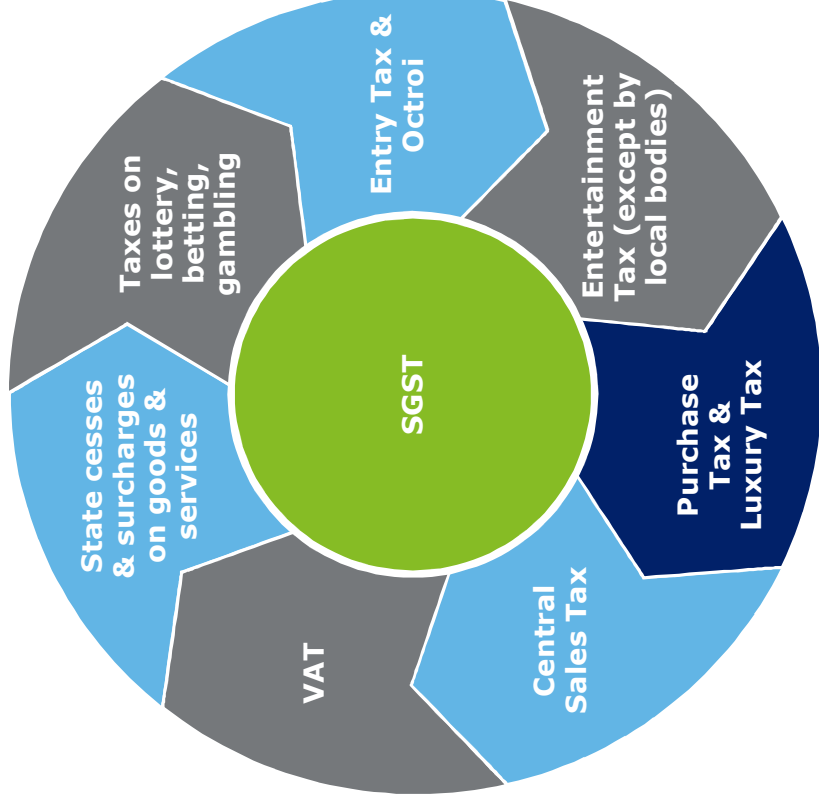 State cesses
& surcharges
on goods &
services
Taxes on
lottery,
betting,
gambling
Entry Tax &
Octroi
Entertainment
Tax (except by
local bodies)
Purchase
Tax &
Luxury Tax
Central
Sales Tax
VAT
SGST